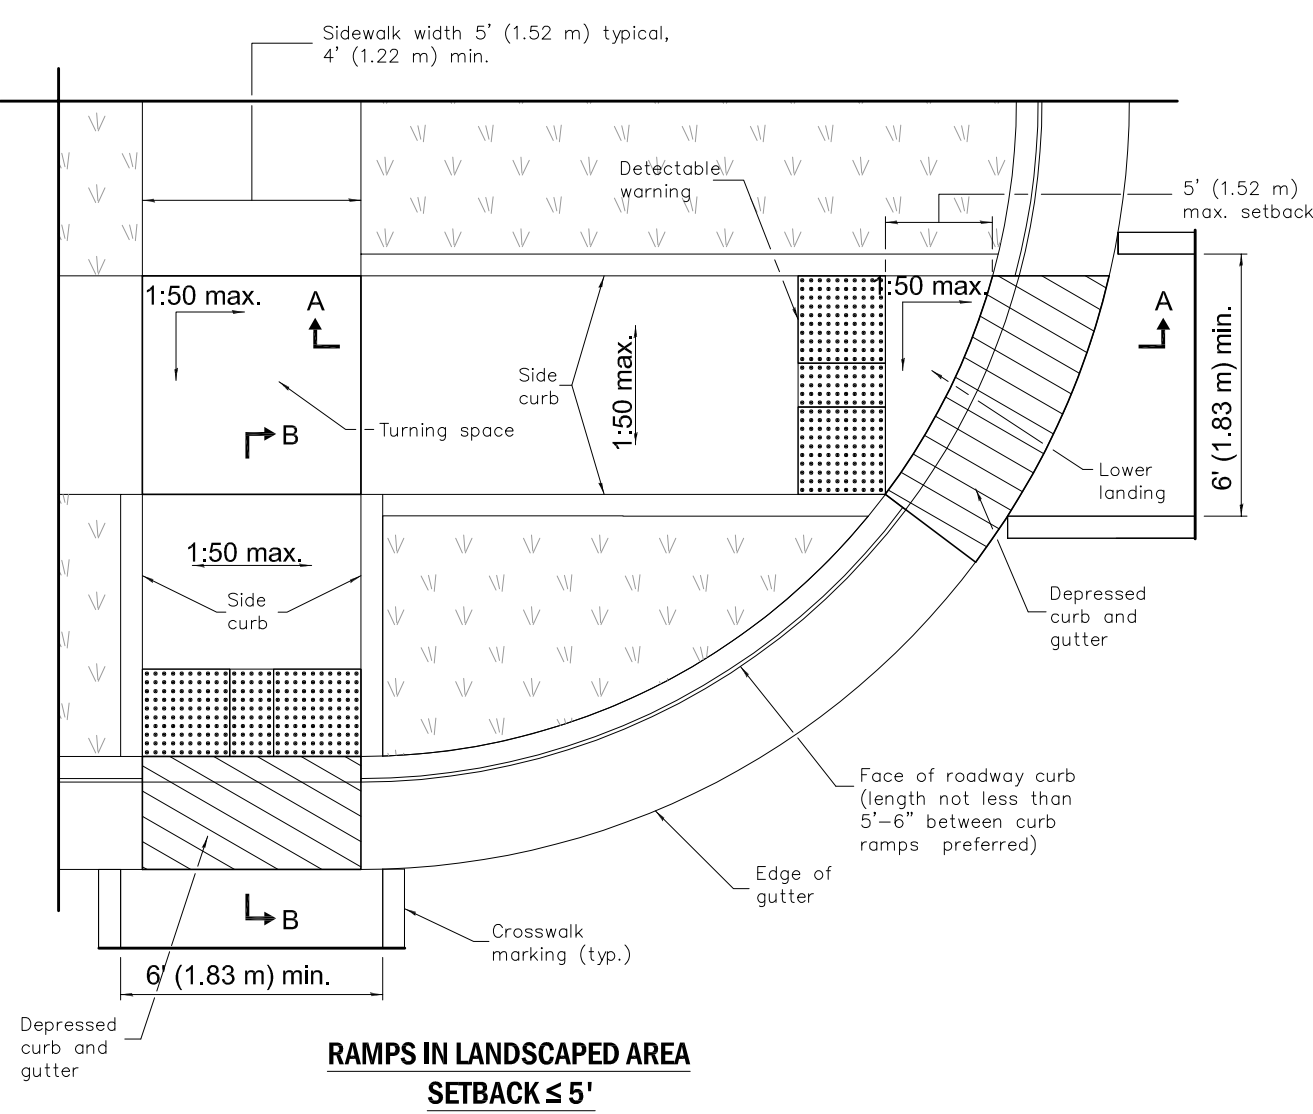 Sidewalk width 5' (1.52 m) typical,
4' (1.22 m) min.
Detectable
warning
5' (1.52 m)
max. setback
1:50 max.
A
1:50 max.
A
Side
curb
1:50 max.
6' (1.83 m) min.
B
Turning space
Lower
landing
1:50 max.
Side
curb
Depressed
curb and
gutter
Face of roadway curb
(length not less than
5'–6" between curb
ramps preferred)
Edge of
gutter
B
Crosswalk
marking (typ.)
6' (1.83 m) min.
Depressed
curb and
gutter
RAMPS IN LANDSCAPED AREA
SETBACK ≤ 5'